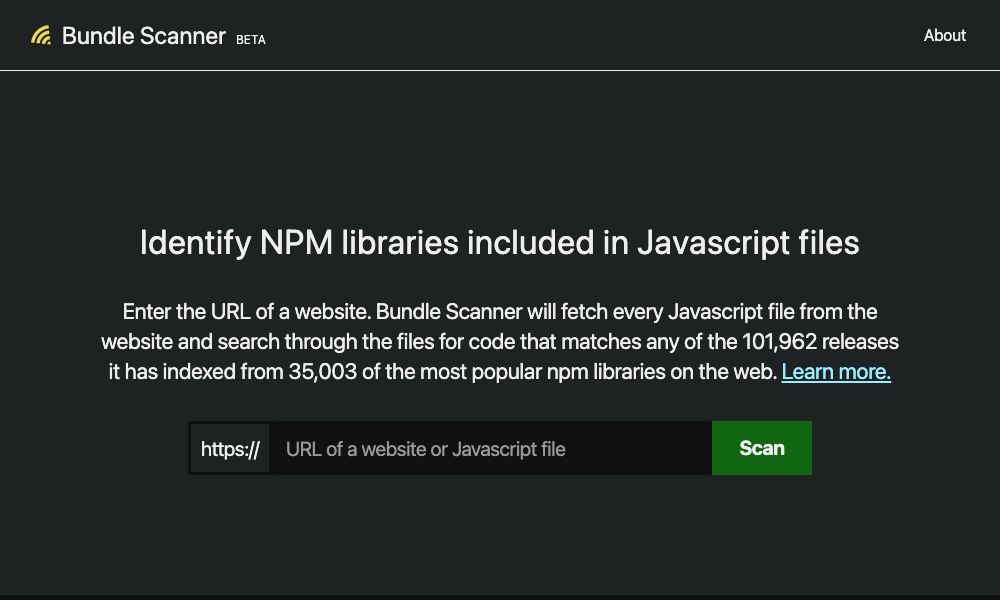 Bundle Scanner BETA
About
Identify NPM libraries included in Javascript files
Enter the URL of a website. Bundle Scanner will fetch every Javascript file from the
website and search through the files for code that matches any of the 101,962 releases
it has indexed from 35,003 of the most popular npm libraries on the web. Learn more.
https:// URL of a website or Javascript file Scan